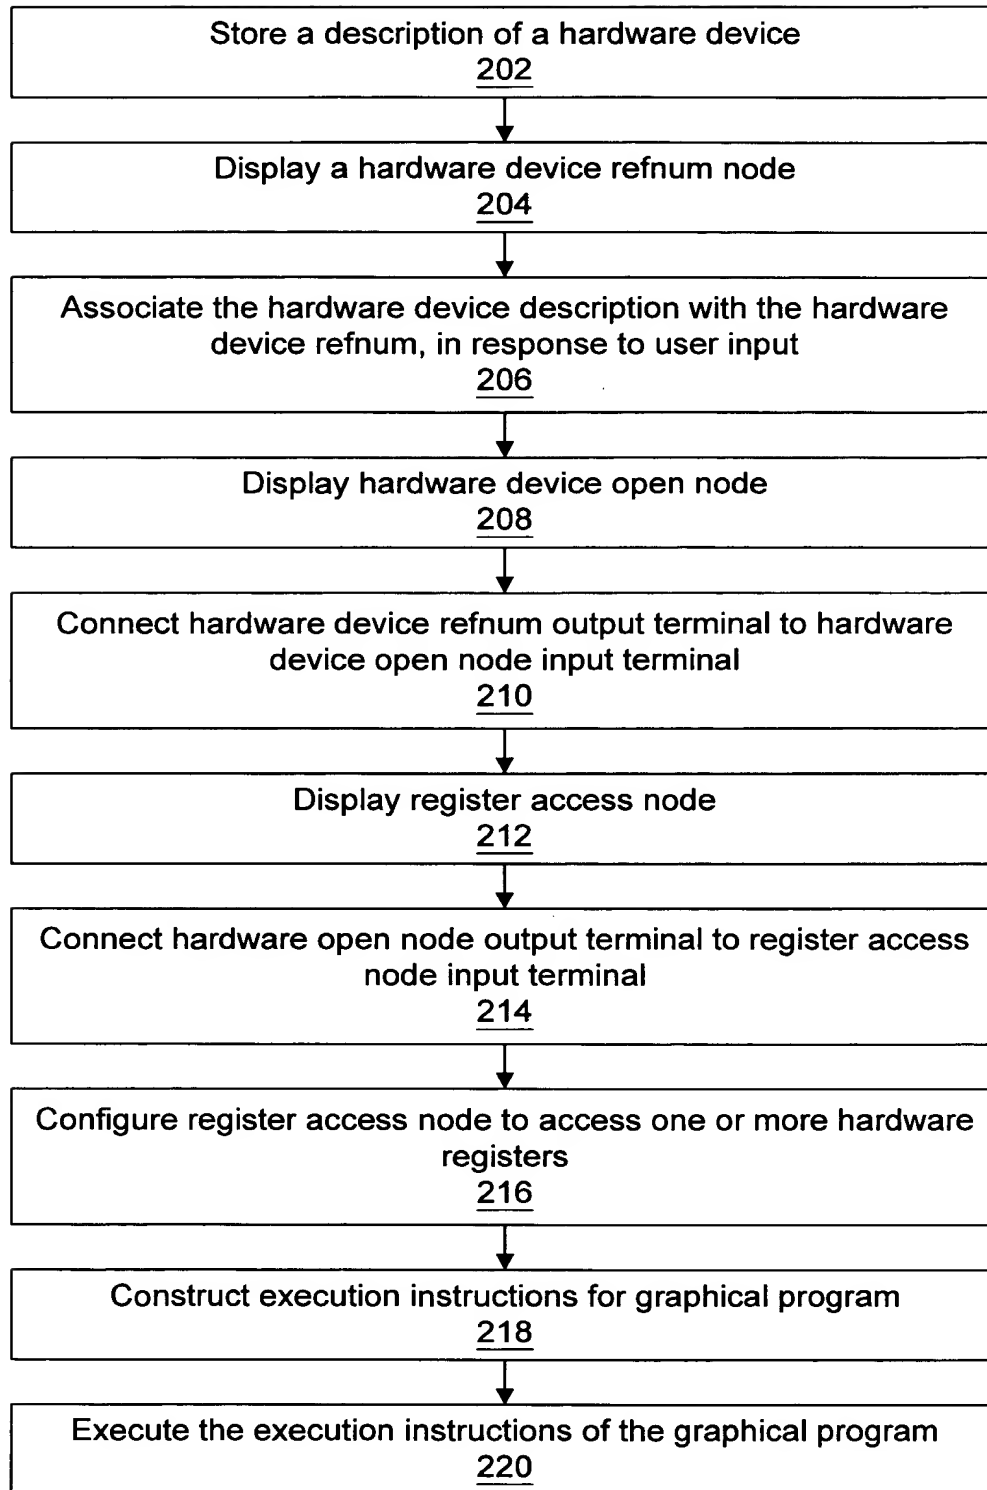 Store a description of a hardware device
202
Display a hardware device refnum node
204
Associate the hardware device description with the hardware
device refnum, in response to user input
206
Display hardware device open node
208
Connect hardware device refnum output terminal to hardware
device open node input terminal
210
Display register access node
212
Connect hardware open node output terminal to register access
node input terminal
214
Configure register access node to access one or more hardware
registers
216
Construct execution instructions for graphical program
218
Execute the execution instructions of the graphical program
220